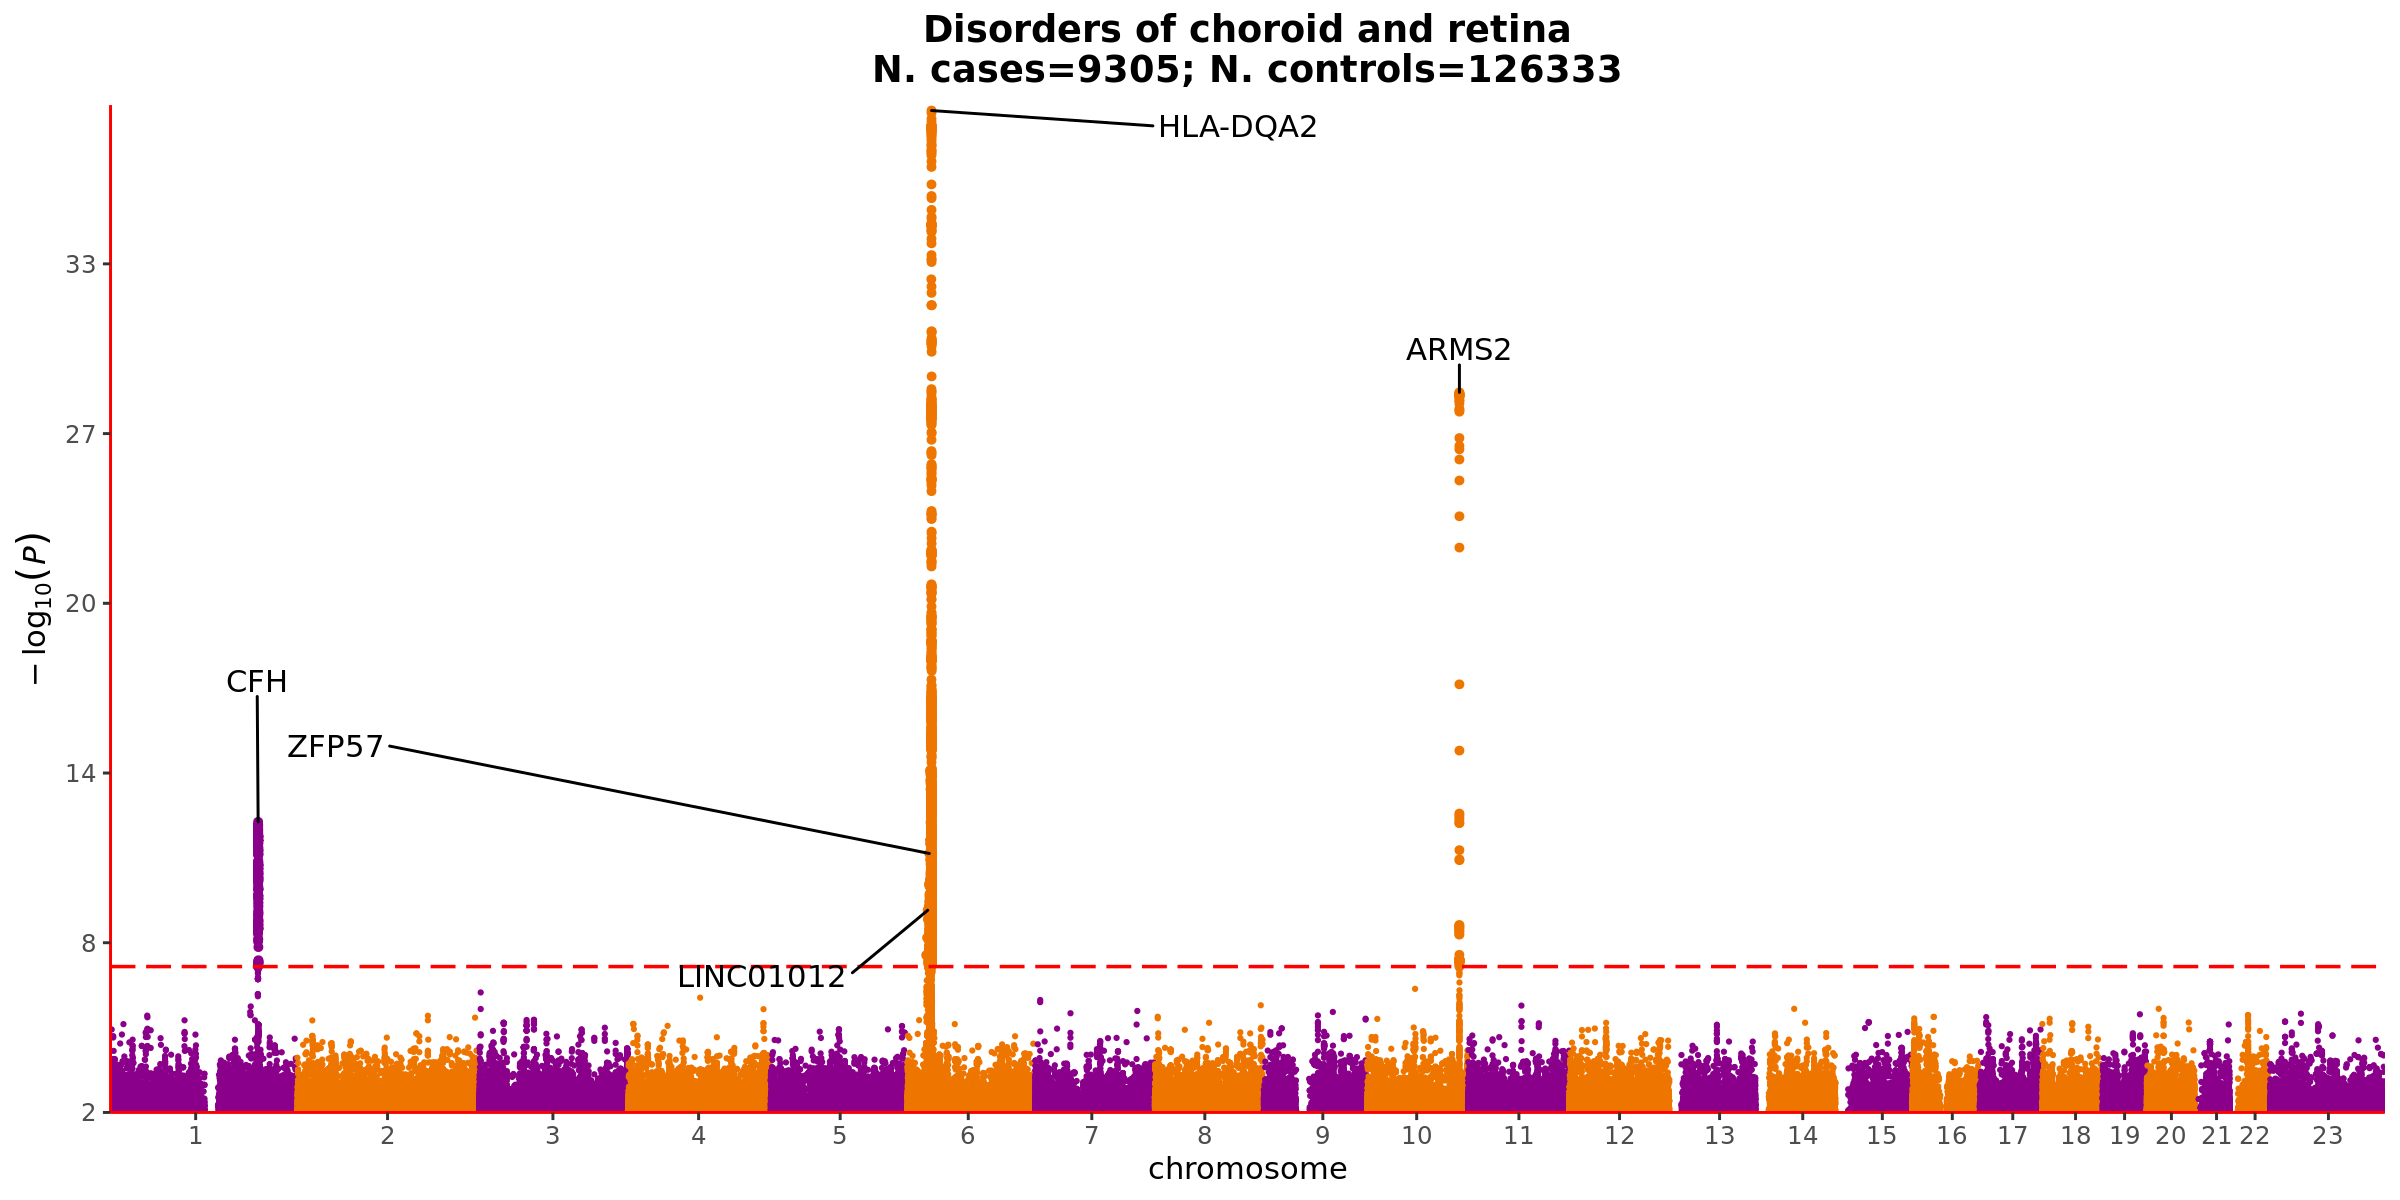 Disorders of choroid and retina
N. cases=9305; N. controls=126333
HLA-DQA2
ARMS2
CFH
ZFP57
LINC01012
− log10(P)
33
27
20
14
8
2
1 2 3 4 5 6 7 8 9 10 11 12 13 14 15 16 17 18 19 20 21 22 23
chromosome